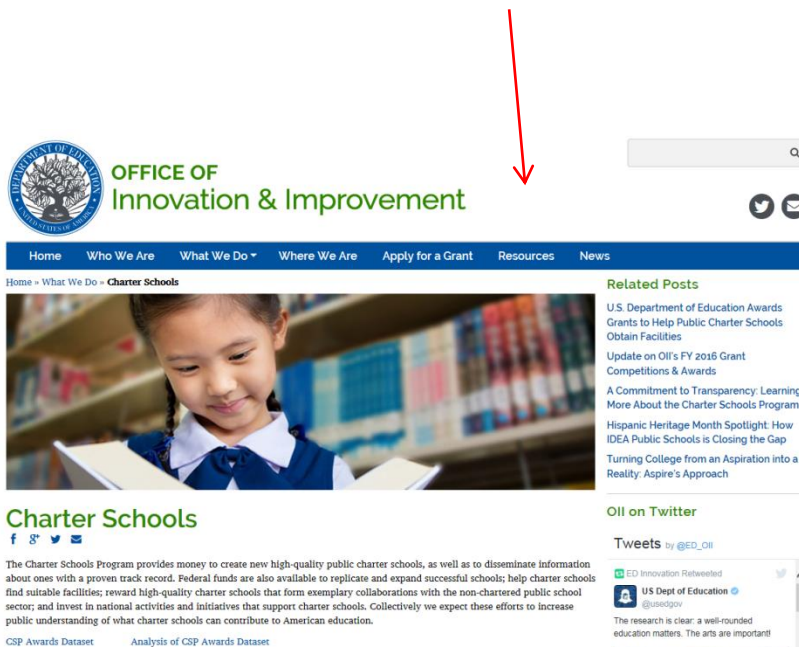 DEPARTMENT OF EDUCATION
UNITED STATES OF AMERICA
OFFICE OF
Innovation & Improvement
Home Who We Are What We Do Where We Are Apply for a Grant Resources News
Home » What We Do » Charter Schools
Charter Schools
The Charter Schools Program provides money to create new high-quality public charter schools, as well as to disseminate information
about ones with a proven track record. Federal funds are also available to replicate and expand successful schools; help charter schools
find suitable facilities; reward high-quality charter schools that form exemplary collaborations with the non-chartered public school
sector; and invest in national activities and initiatives that support charter schools. Collectively we expect these efforts to increase
public understanding of what charter schools can contribute to American education.
CSP Awards Dataset Analysis of CSP Awards Dataset
Related Posts
U.S. Department of Education Awards
Grants to Help Public Charter Schools
Obtain Facilities
Update on OII's FY 2016 Grant
Competitions & Awards
A Commitment to Transparency: Learning
More About the Charter Schools Program
Hispanic Heritage Month Spotlight: How
IDEA Public Schools is Closing the Gap
Turning College from an Aspiration into a
Reality: Aspire's Approach
OII on Twitter
Tweets by @ED_OII
ED Innovation Retweeted
US Dept of Education
@usedgov
The research is clear: a well-rounded
education matters. The arts are important!